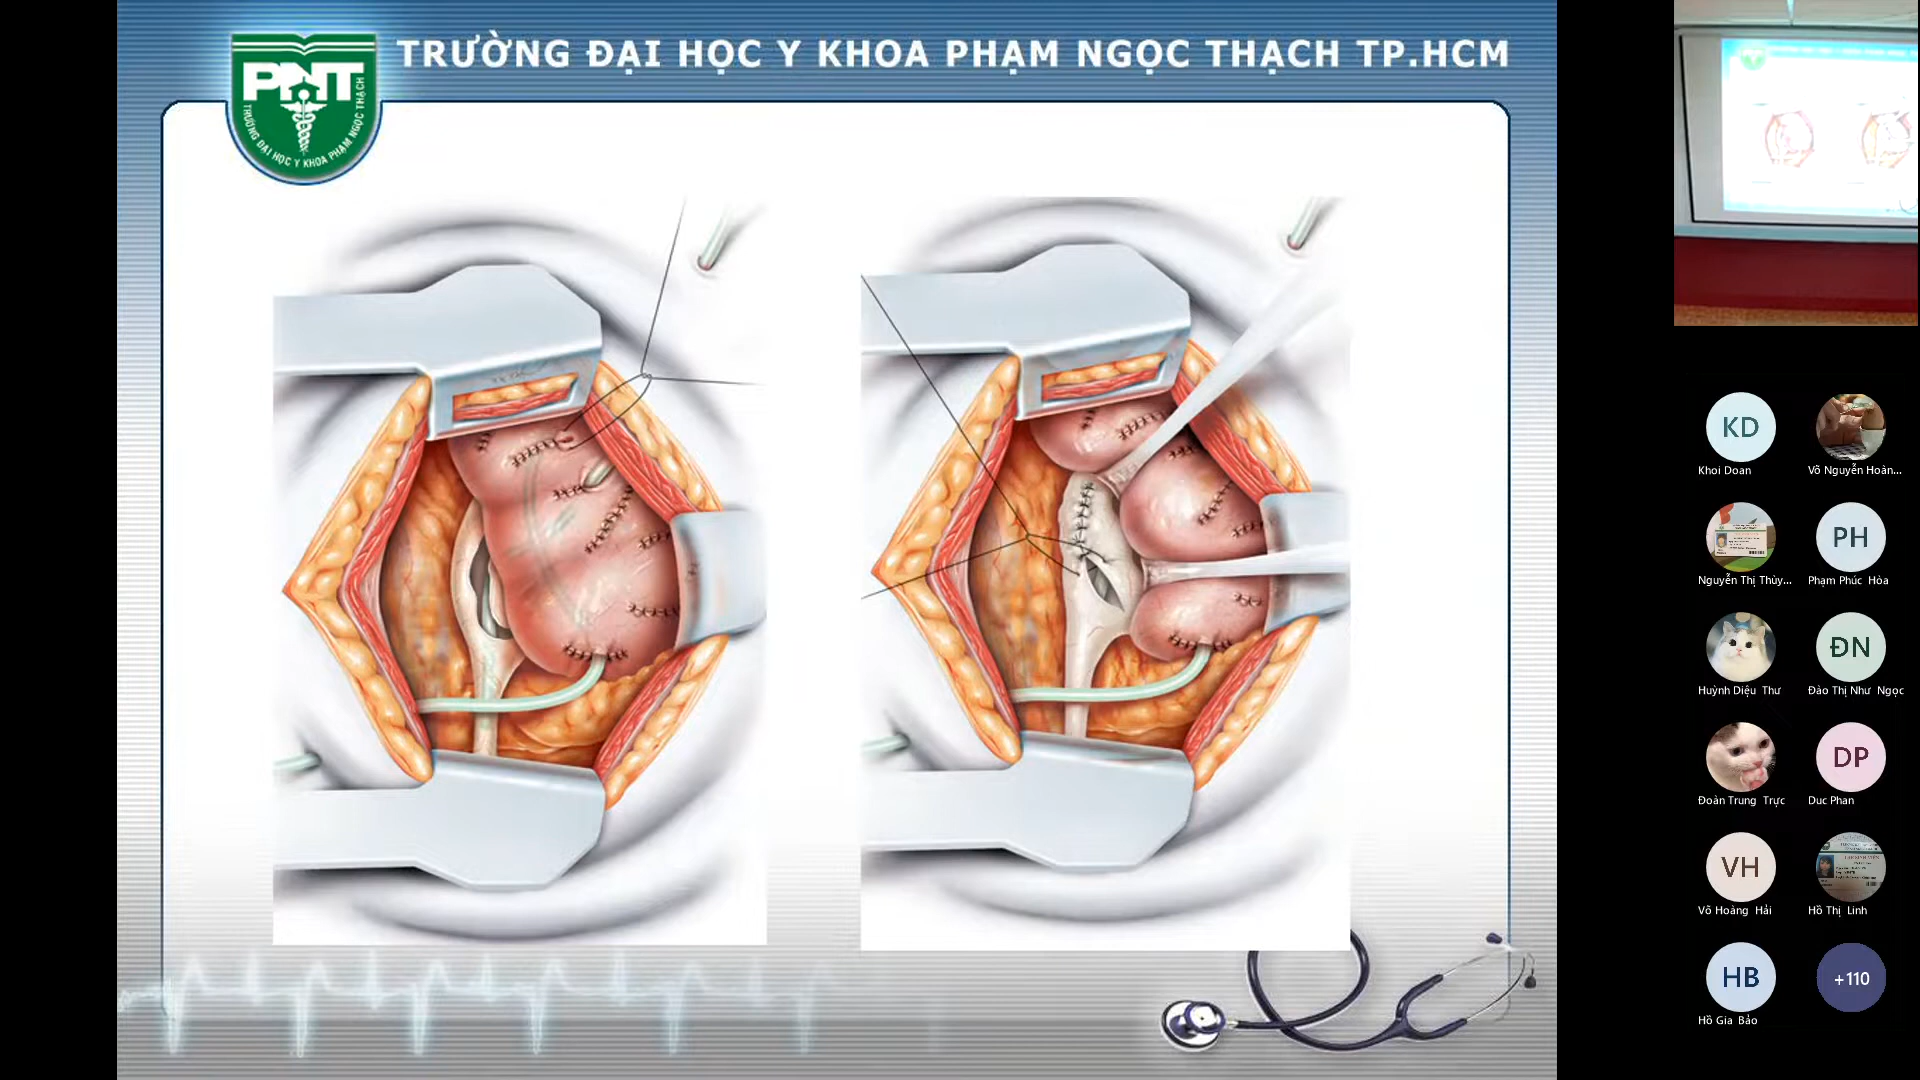 TRƯỜNG ĐẠI HỌC Y KHOA PHẠM NGỌC THẠCH TP.HCM
PNT
TRƯỜNG ĐẠI HỌC Y KHOA PHẠM NGỌC THẠCH
KD
Khoi Doan
Võ Nguyễn Hoàn...
Nguyễn Thị Thùy...
PH
Phạm Phúc Hòa
Huỳnh Diệu Thư
ĐN
Đào Thị Như Ngọc
Đoàn Trung Trực
DP
Duc Phan
VH
Võ Hoàng Hải
Hồ Thị Linh
HB
Hồ Gia Bảo
+110